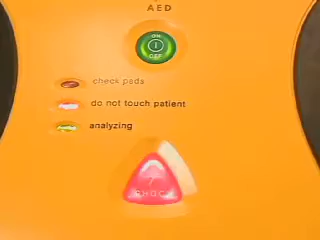 AED
ON
OFF
check pads
do not touch patient
analyzing
SHOCK